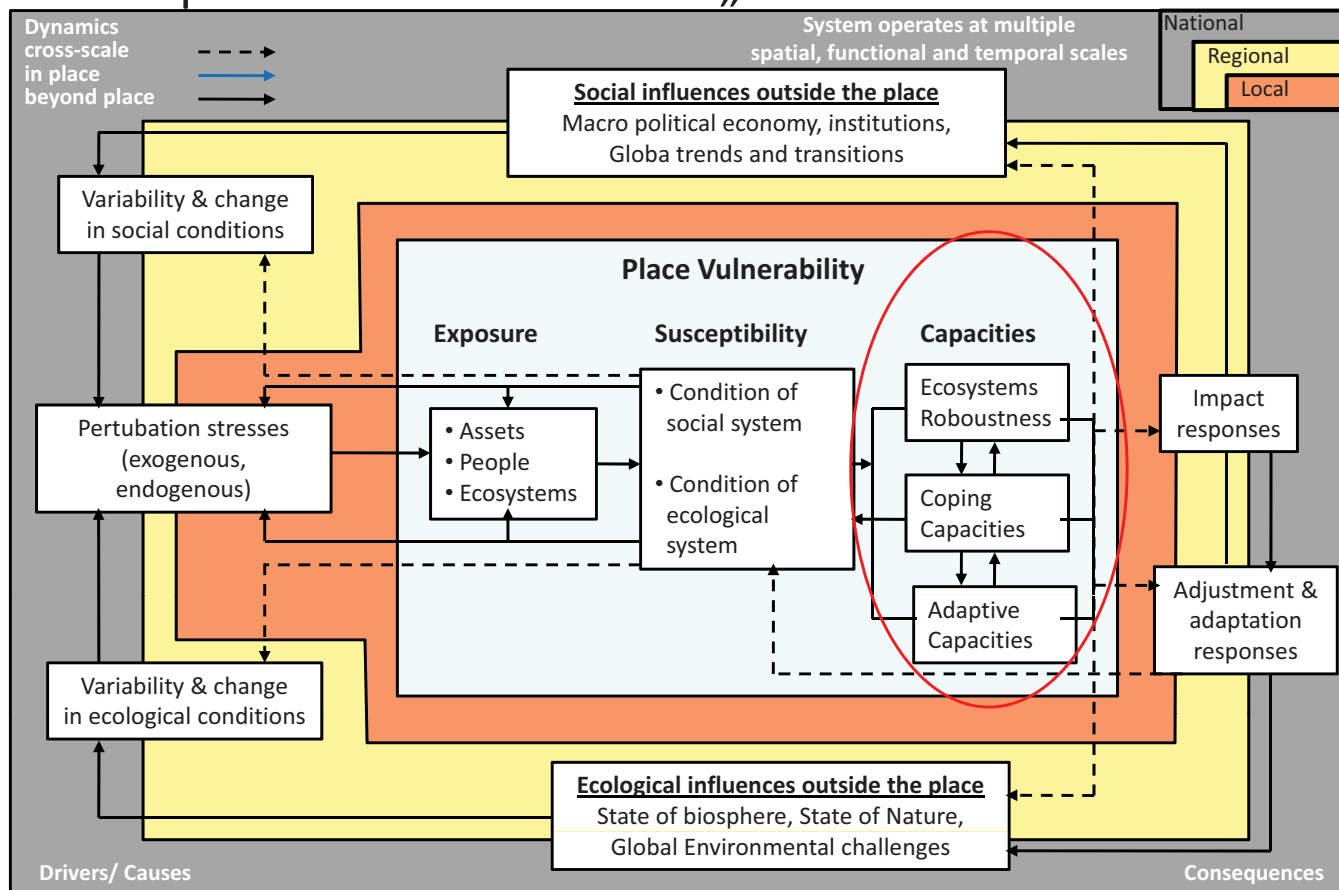 „
Dynamics
cross-scale
in place
beyond place
System operates at multiple
spatial, functional and temporal scales
National
Regional
Local
Social influences outside the place
Macro political economy, institutions,
Globa trends and transitions
Variability & change
in social conditions
Place Vulnerability
Exposure
Susceptibility
Capacities
Pertubation stresses
(exogenous,
endogenous)
• Assets
• People
• Ecosystems
• Condition of
social system
• Condition of
ecological
system
Ecosystems
Roboustness
Coping
Capacities
Adaptive
Capacities
Impact
responses
Adjustment &
adaptation
responses
Variability & change
in ecological conditions
Ecological influences outside the place
State of biosphere, State of Nature,
Global Environmental challenges
Drivers/ Causes
Consequences